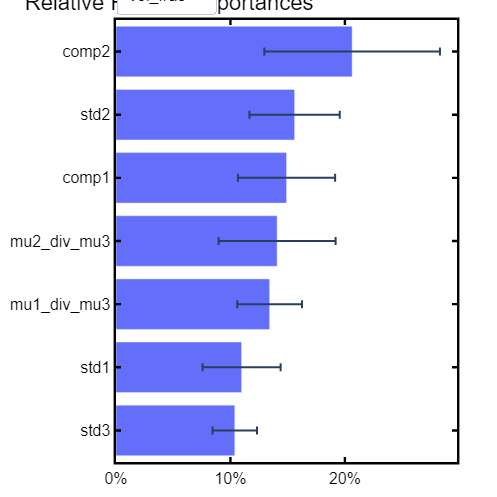 Relative portances
comp2
std2
comp1
mu2_div_mu3
mu1_div_mu3
std1
std3
0% 10% 20%